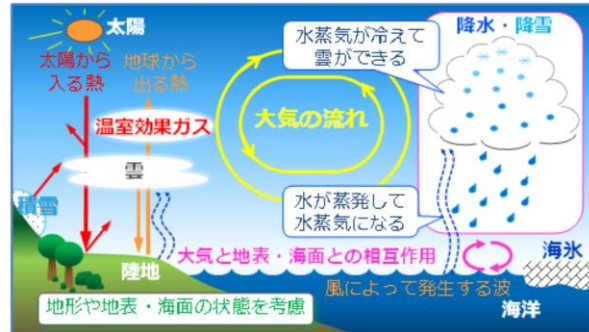 太陽
太陽から
入る熱
地球から
出る熱
温室効果ガス
雲
積雪
陸地
地形や地表・海面の状態を考慮
大気の流れ
水蒸気が冷えて
雲ができる
降水・降雪
水が蒸発して
水蒸気になる
大気と地表・海面との相互作用
風によって発生する波
海氷
海洋